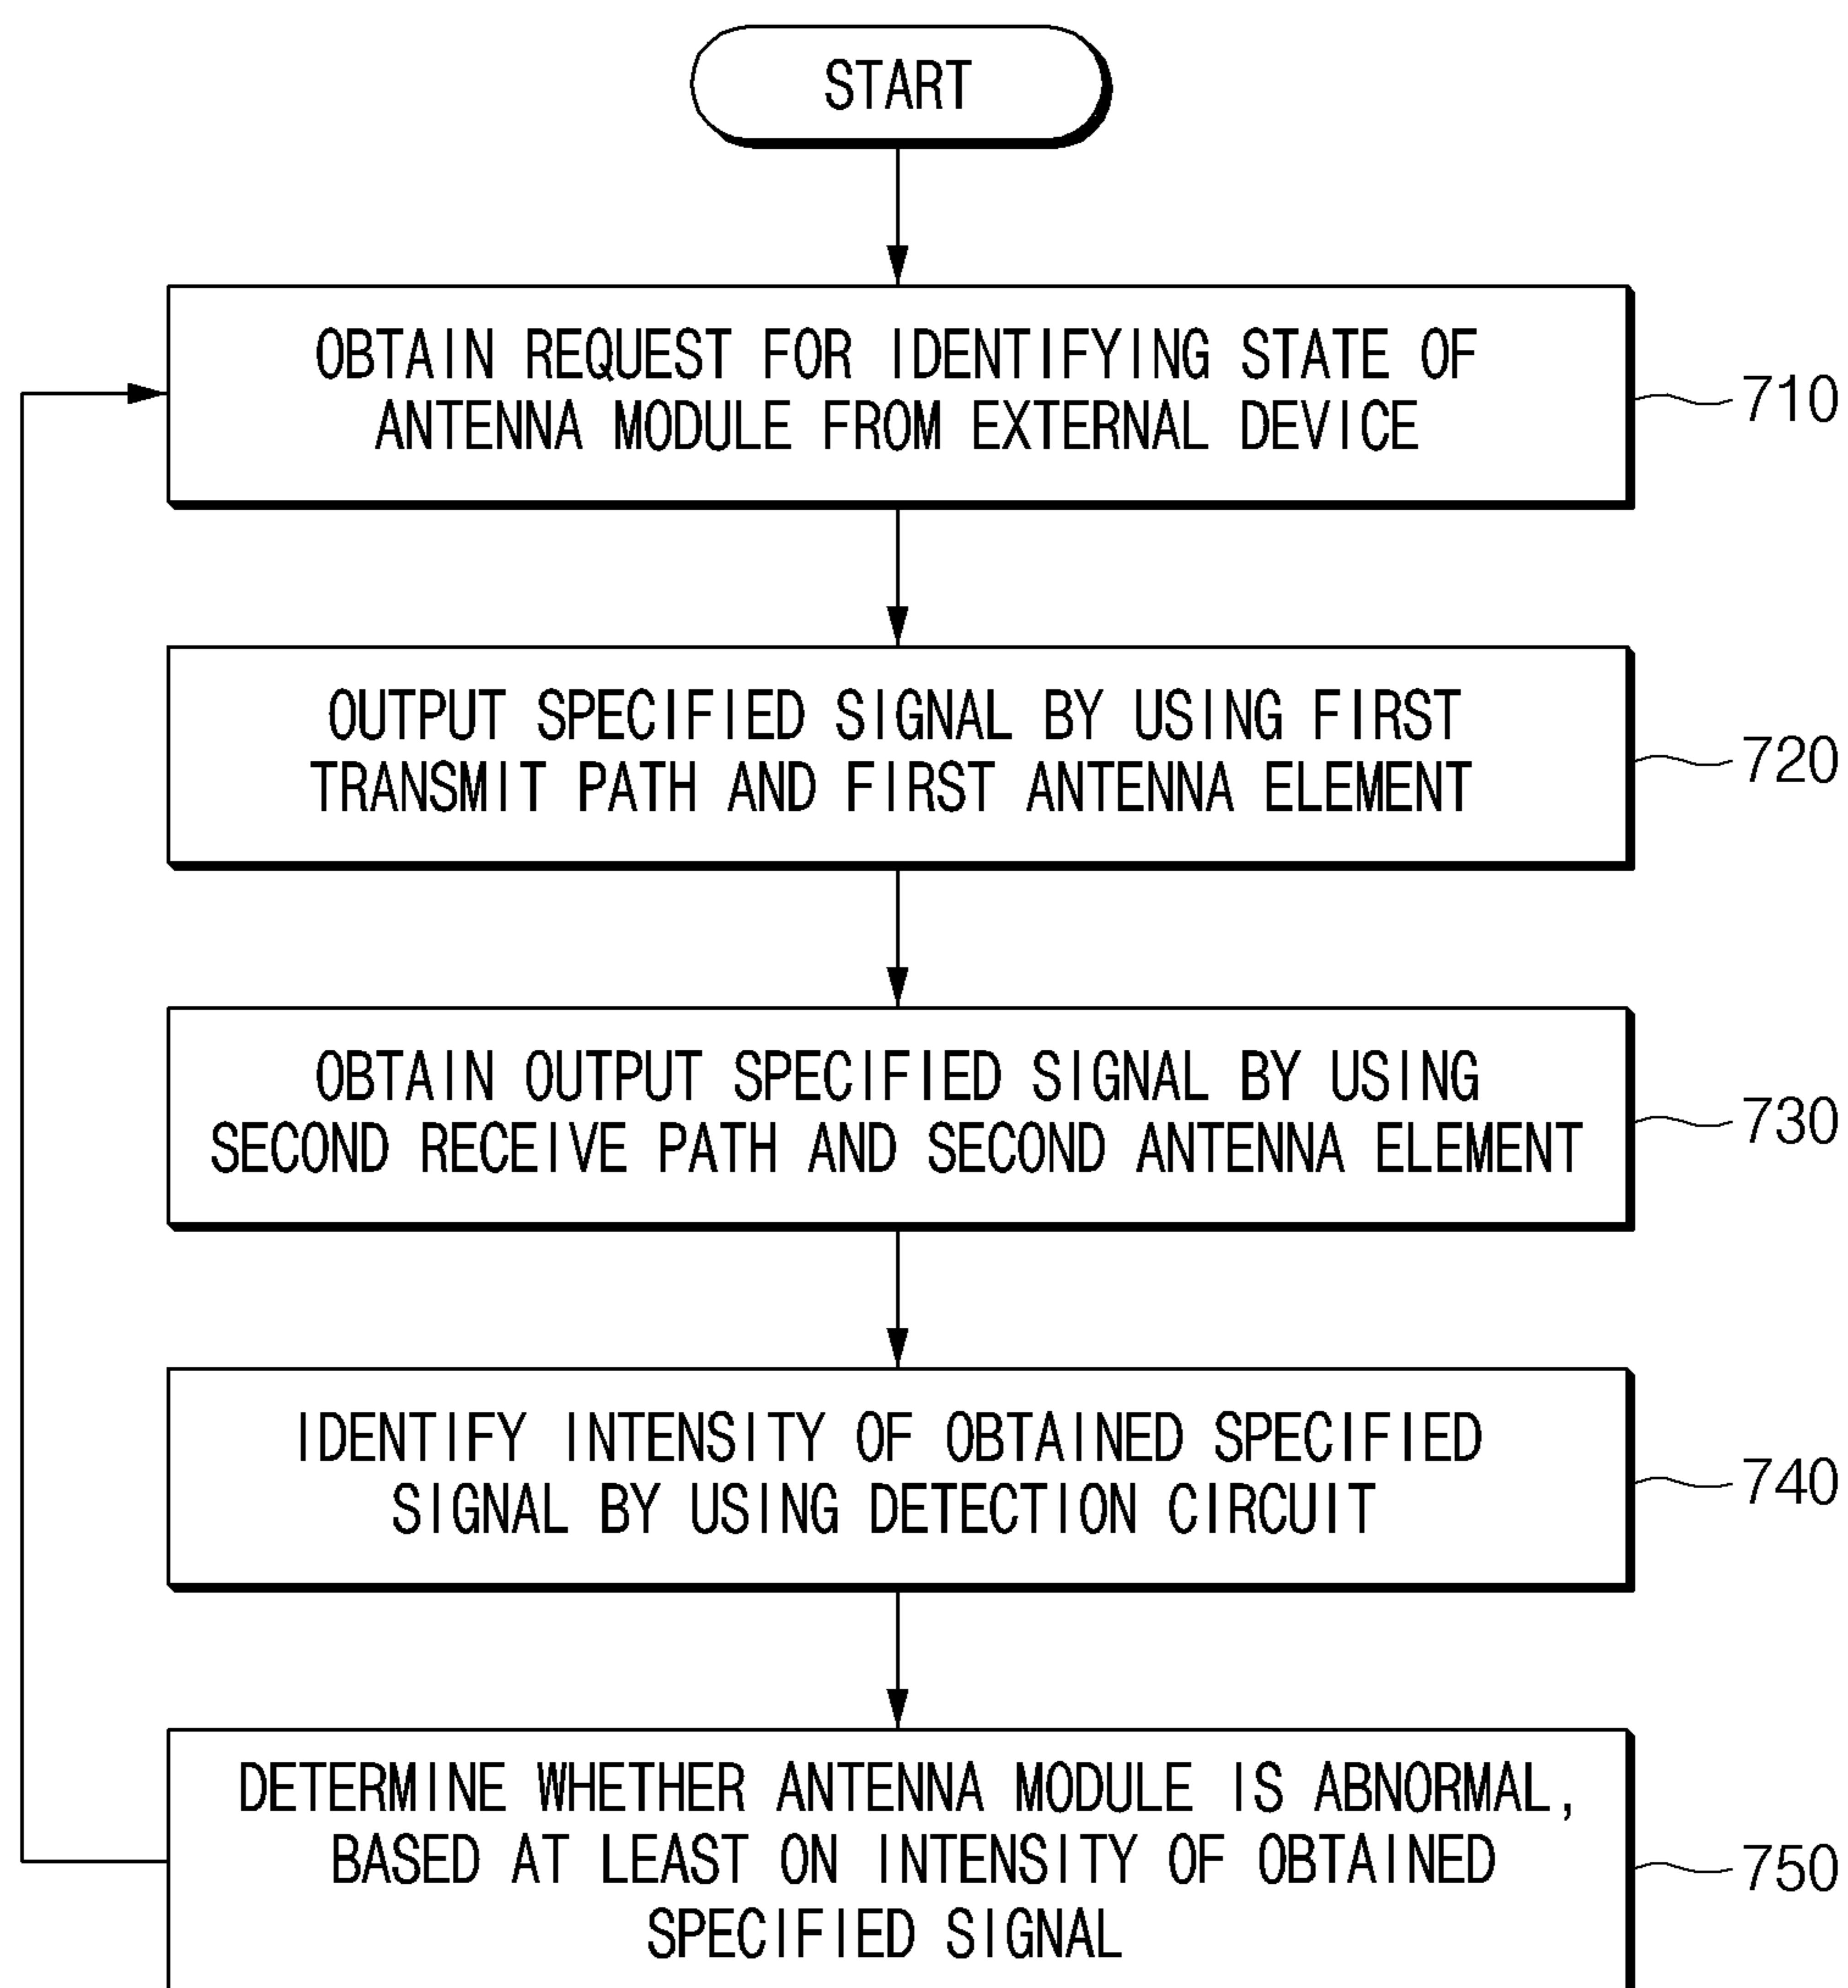 START
OBTAIN REQUEST FOR IDENTIFYING STATE OF
ANTENNA MODULE FROM EXTERNAL DEVICE
710
OUTPUT SPECIFIED SIGNAL BY USING FIRST
TRANSMIT PATH AND FIRST ANTENNA ELEMENT
720
OBTAIN OUTPUT SPECIFIED SIGNAL BY USING
SECOND RECEIVE PATH AND SECOND ANTENNA ELEMENT
730
IDENTIFY INTENSITY OF OBTAINED SPECIFIED
SIGNAL BY USING DETECTION CIRCUIT
740
DETERMINE WHETHER ANTENNA MODULE IS ABNORMAL,
BASED AT LEAST ON INTENSITY OF OBTAINED
SPECIFIED SIGNAL
750